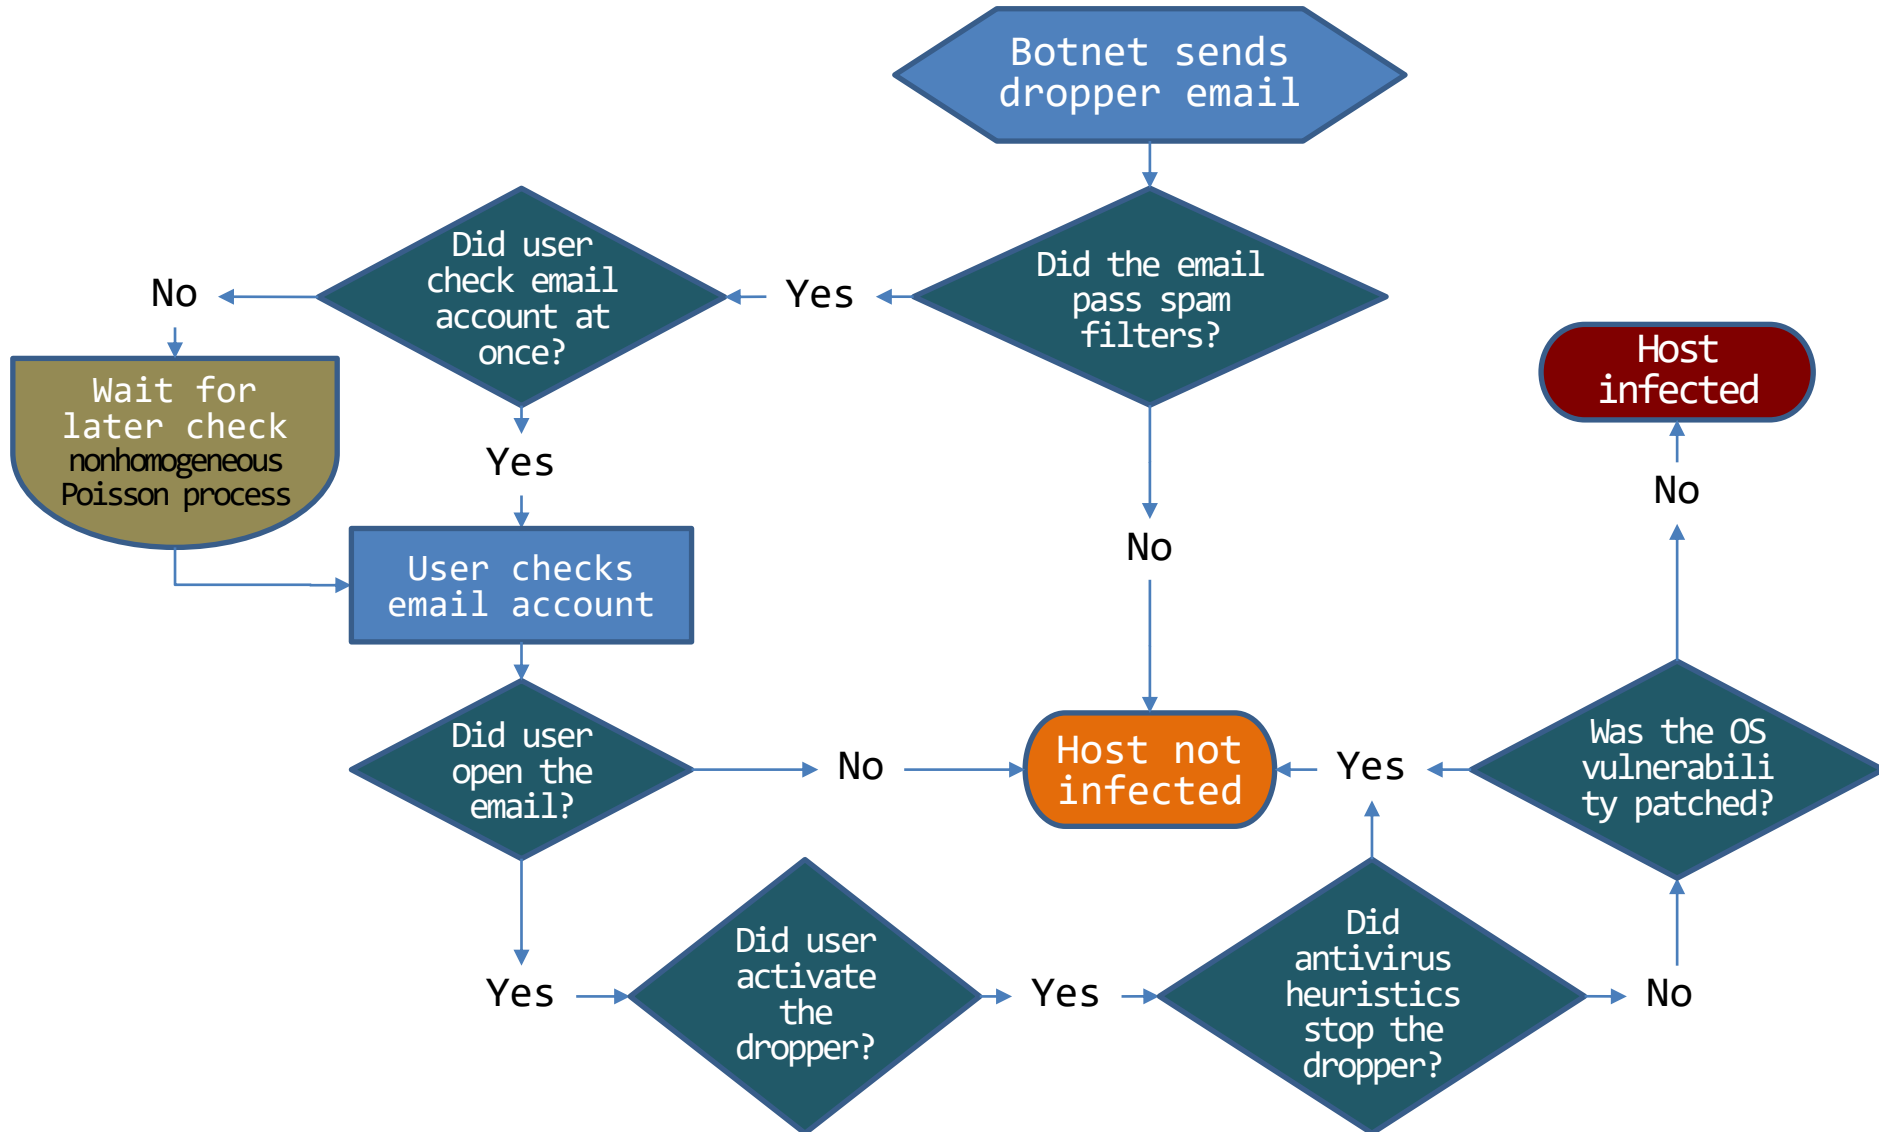 Botnet sends
dropper email
Did the email
pass spam
filters?
Yes
No
Did user
check email
account at
once?
No
Yes
Wait for
later check
nonhomogeneous
Poisson process
User checks
email account
Did user
open the
email?
No
Yes
Host not
infected
Did user
activate
the
dropper?
Yes
Did
antivirus
heuristics
stop the
dropper?
Yes
No
Was the OS
vulnerabili
ty patched?
No
Host
infected